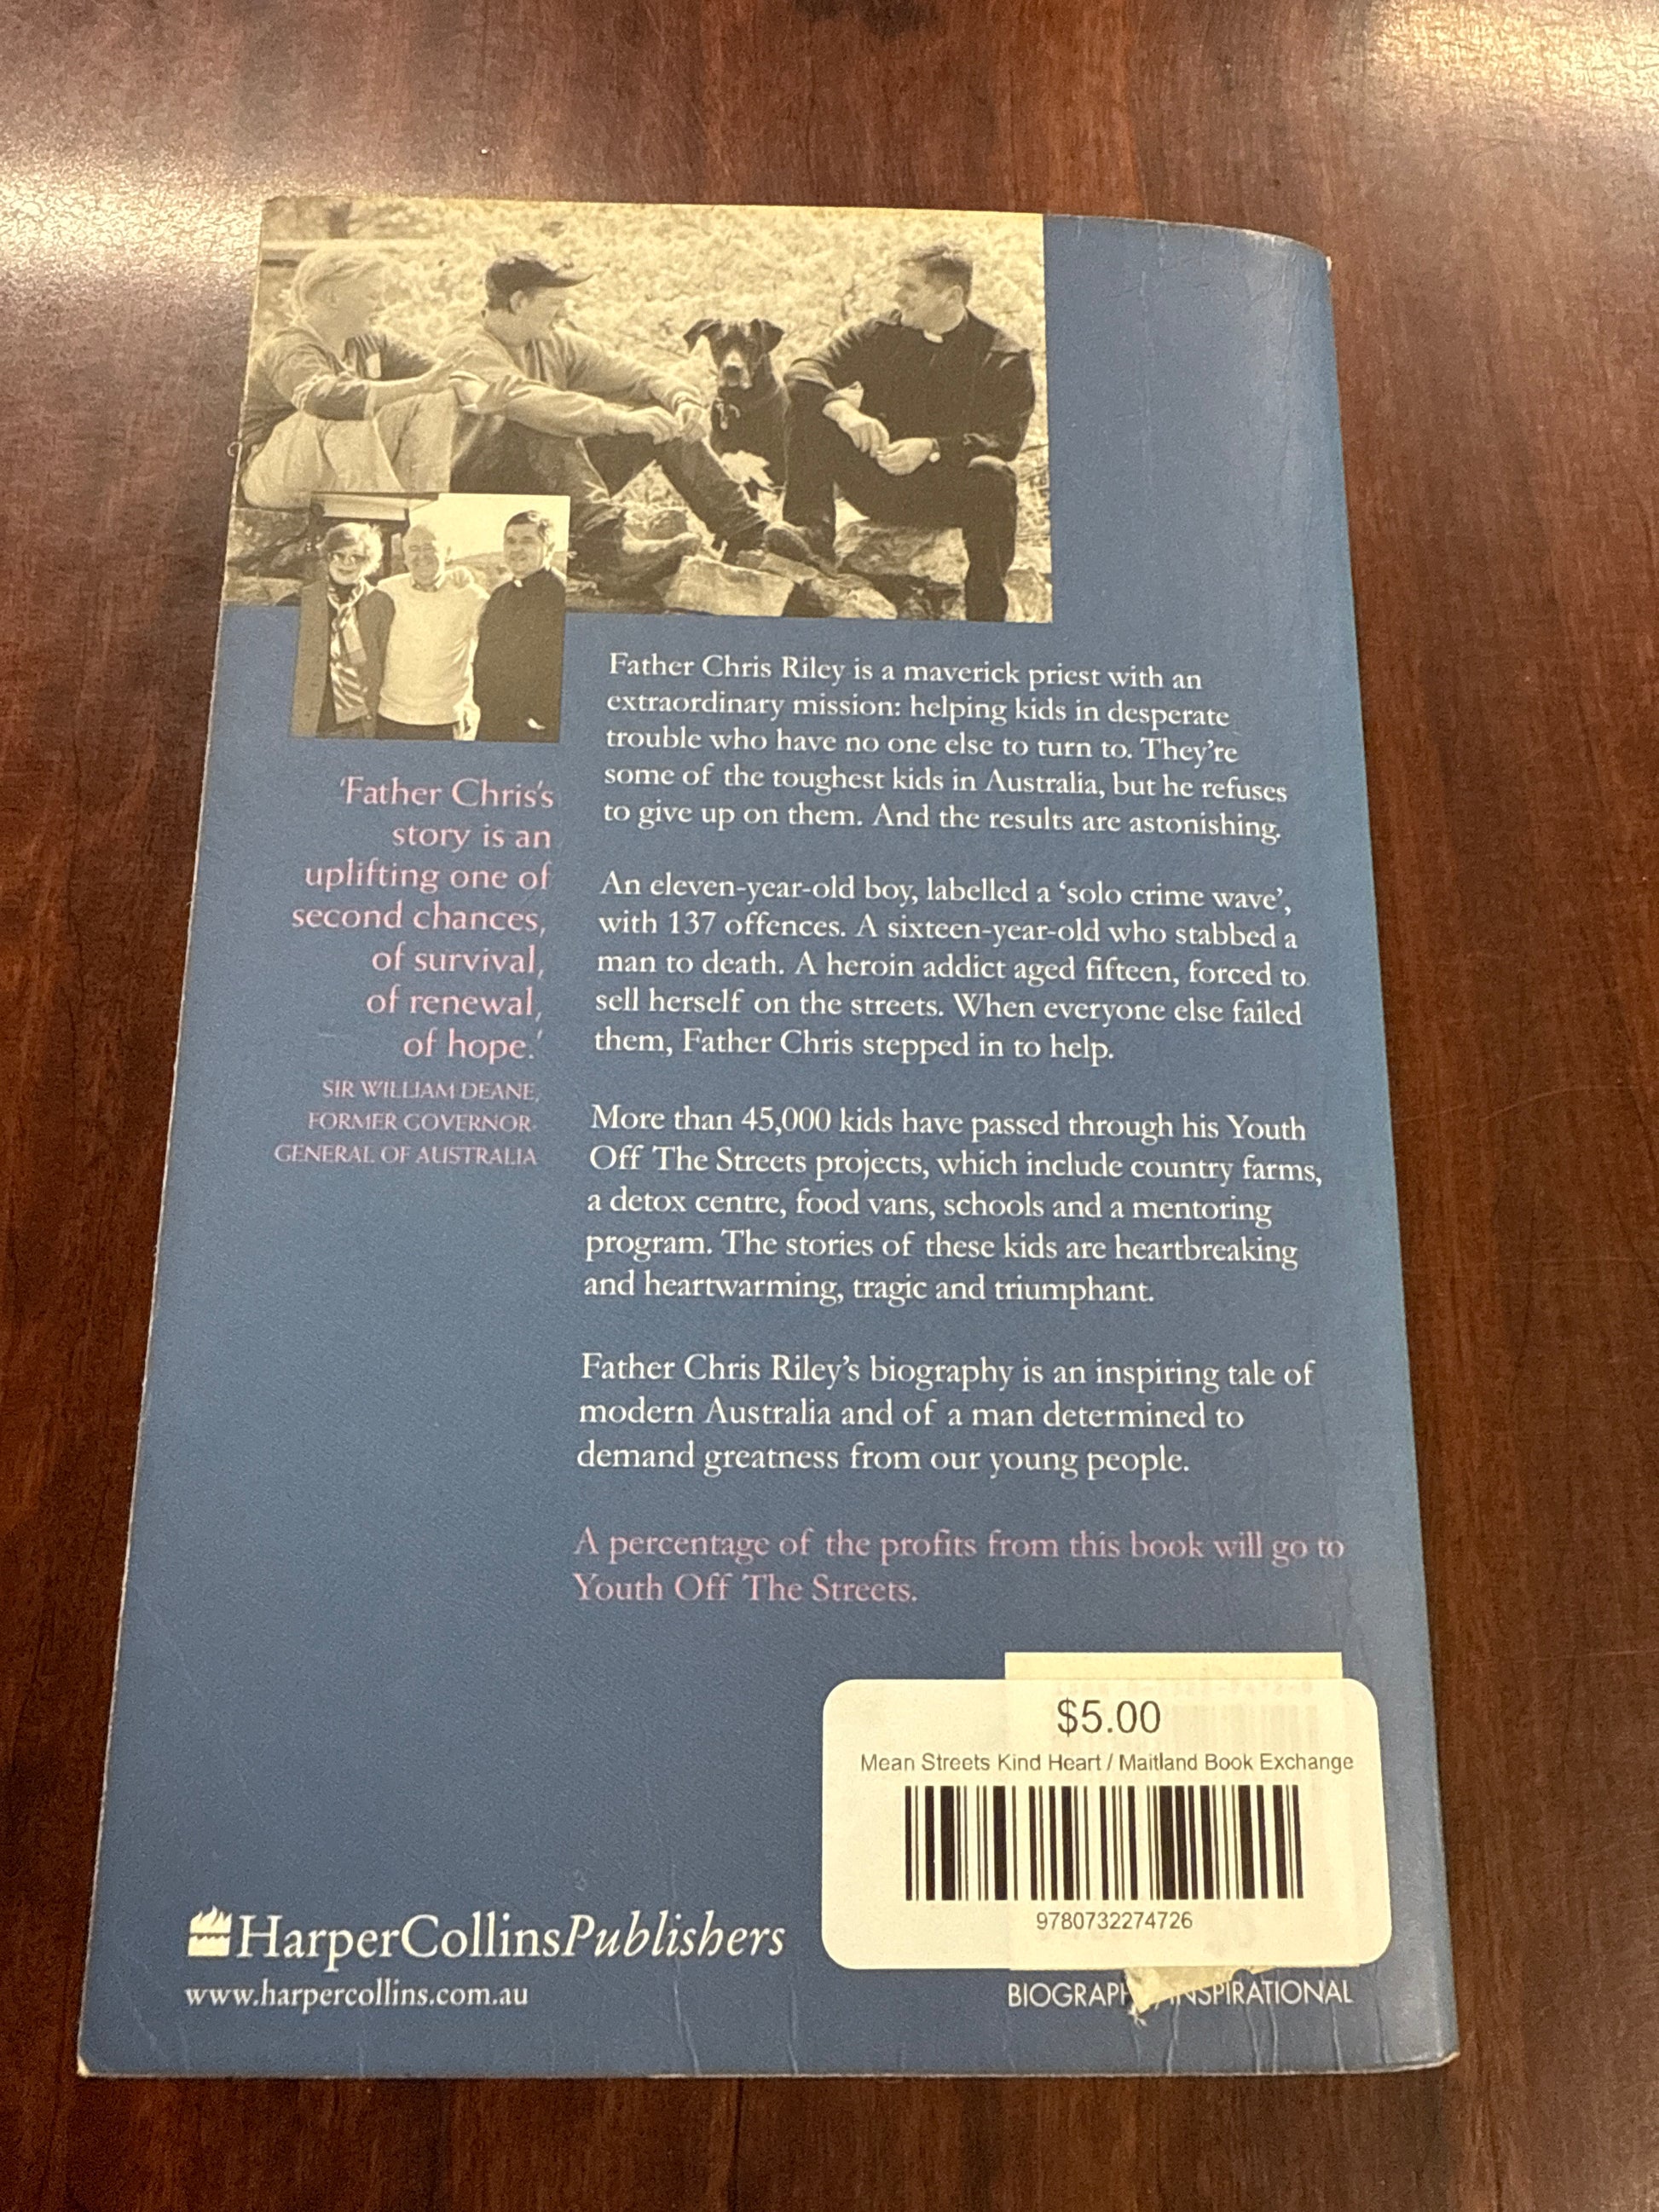 Father Chris Riley is a maverick priest with an
extraordinary mission: helping kids in desperate
trouble who have no one else to turn to. They're
some of the toughest kids in Australia, but he refuses
to give up on them. And the results are astonishing.
An eleven-year-old boy, labelled a 'solo crime wave',
with 137 offences. A sixteen-year-old who stabbed a
man to death. A heroin addict aged fifteen, forced to
sell herself on the streets. When everyone else failed
them, Father Chris stepped in to help.
More than 45,000 kids have passed through his Youth
Off The Streets projects, which include country farms,
a detox centre, food vans, schools and a mentoring
program. The stories of these kids are heartbreaking
and heartwarming, tragic and triumphant.
Father Chris Riley's biography is an inspiring tale of
modern Australia and of a man determined to
demand greatness from our young people.
A percentage of the profits from this book will go to
Youth Off The Streets.
'Father Chris's
story is an
uplifting one of
second chances,
of survival,
of renewal,
of hope.'
SIR WILLIAM DEANE,
FORMER GOVERNOR-
GENERAL OF AUSTRALIA
$5.00
Mean Streets Kind Heart / Maitland Book Exchange
9780732274726
HarperCollinsPublishers
www.harpercollins.com.au
INSPIRATIONAL